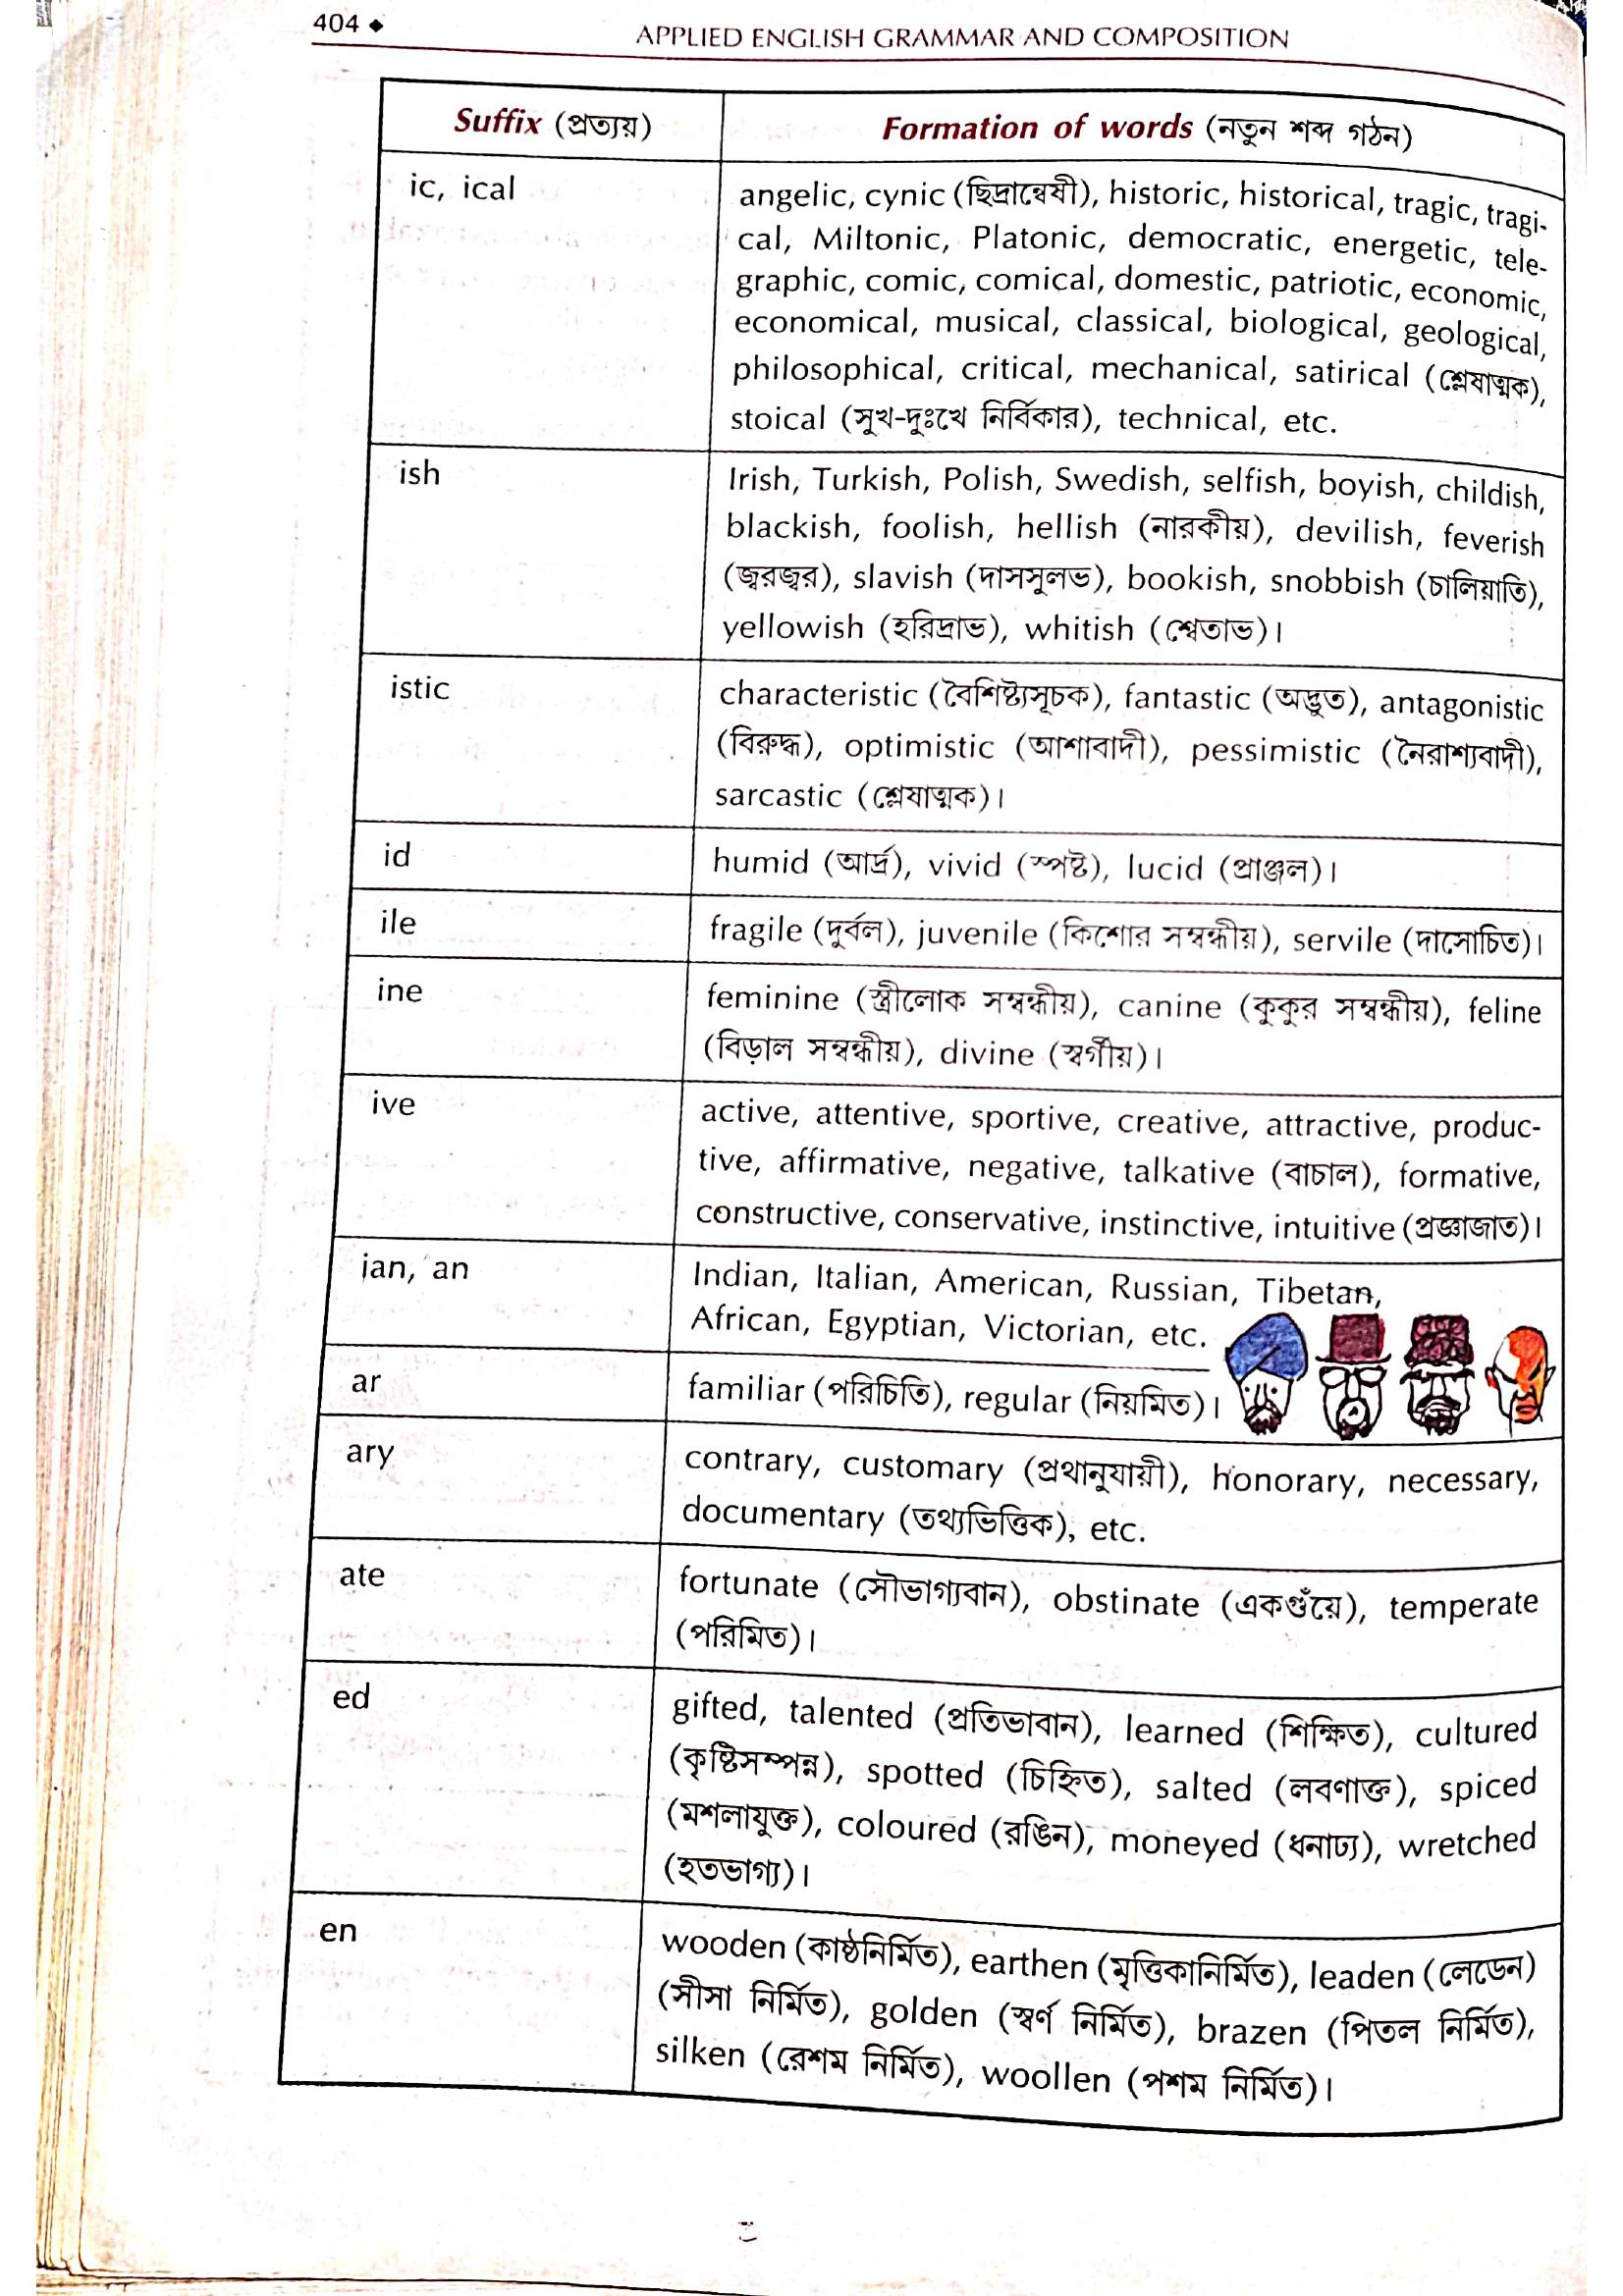 404 ◆
APPLIED ENGLISH GRAMMAR AND COMPOSITION
Suffix (প্রত্যয়)
Formation of words (নতুন শব্দ গঠন)
ic, ical
angelic, cynic (ছিদ্রান্বেষী), historic, historical, tragic, tragi-
cal, Miltonic, Platonic, democratic, energetic, tele-
graphic, comic, comical, domestic, patriotic, economic,
economical, musical, classical, biological, geological,
philosophical, critical, mechanical, satirical (শ্লেষাত্মক),
stoical (সুখ-দুঃখে নির্বিকার), technical, etc.
ish
Irish, Turkish, Polish, Swedish, selfish, boyish, childish,
blackish, foolish, hellish (নারকীয়), devilish, feverish
(জ্বরজ্বর), slavish (দাসসুলভ), bookish, snobbish (চালিয়াতি),
yellowish (হরিদ্রাভ), whitish (শ্বেতাভ)।
istic
characteristic (বৈশিষ্ট্যসূচক), fantastic (অদ্ভুত), antagonistic
(বিরুদ্ধ), optimistic (আশাবাদী), pessimistic (নৈরাশ্যবাদী),
sarcastic (শ্লেষাত্মক)।
id
humid (আর্দ্র), vivid (স্পষ্ট), lucid (প্রাঞ্জল)।
ile
fragile (দুর্বল), juvenile (কিশোর সম্বন্ধীয়), servile (দাসোচিত)।
ine
feminine (স্ত্রীলোক সম্বন্ধীয়), canine (কুকুর সম্বন্ধীয়), feline
(বিড়াল সম্বন্ধীয়), divine (স্বর্গীয়)।
ive
active, attentive, sportive, creative, attractive, produc-
tive, affirmative, negative, talkative (বাচাল), formative,
constructive, conservative, instinctive, intuitive (প্রজ্ঞাজাত)।
ian, an
Indian, Italian, American, Russian, Tibetan,
African, Egyptian, Victorian, etc.
ar
familiar (পরিচিতি), regular (নিয়মিত)।
ary
contrary, customary (প্রথানুযায়ী), honorary, necessary,
documentary (তথ্যভিত্তিক), etc.
ate
fortunate (সৌভাগ্যবান), obstinate (একগুঁয়ে), temperate
(পরিমিত)।
ed
gifted, talented (প্রতিভাবান), learned (শিক্ষিত), cultured
(কৃষ্টিসম্পন্ন), spotted (চিহ্নিত), salted (লবণাক্ত), spiced
(মশলাযুক্ত), coloured (রঙিন), moneyed (ধনাঢ্য), wretched
(হতভাগ্য)।
en
wooden (কাষ্ঠনির্মিত), earthen (মৃত্তিকানির্মিত), leaden (লেডেন)
(সীসা নির্মিত), golden (স্বর্ণ নির্মিত), brazen (পিতল নির্মিত),
silken (রেশম নির্মিত), woollen (পশম নির্মিত)।